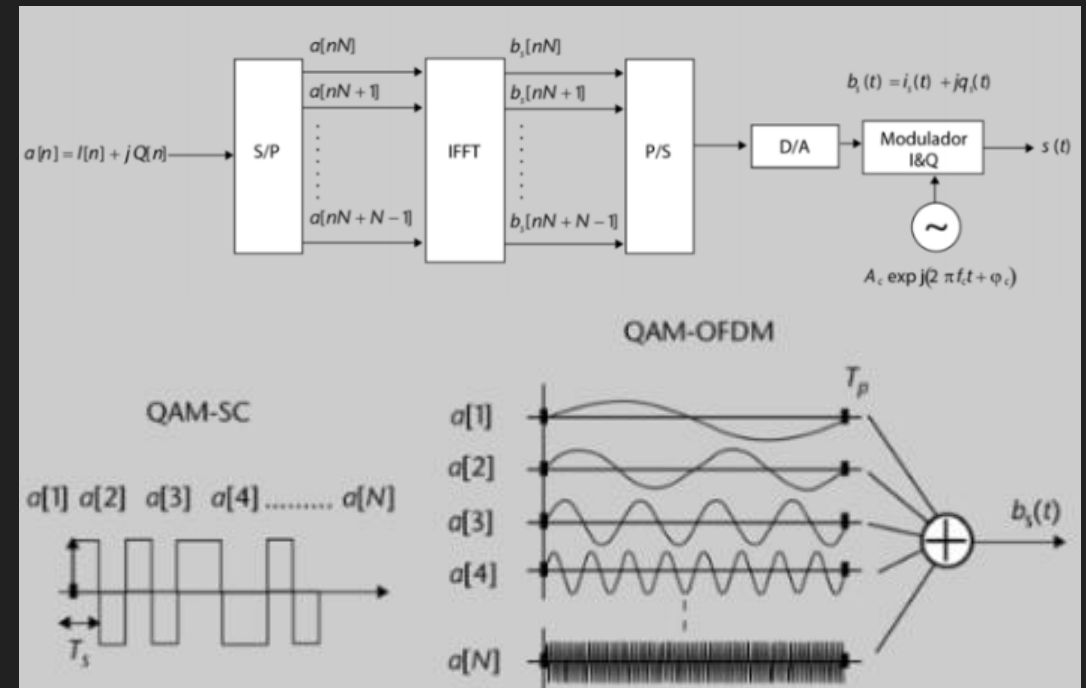 a[nN]
b_s[nN]
b_s(t) = i_s(t) + jq_s(t)
a[nN + 1]
b_s[nN + 1]
a[n] = I[n] + j Q[n]
S/P
IFFT
P/S
D/A
Modulador
I&Q
s (t)
a[nN + N – 1]
b_s[nN + N – 1]
~
A_c exp j(2 π f_c t + φ_c)
QAM-OFDM
QAM-SC
T_p
a[1]
a[2]
a[3]
a[4]
a[N]
b_s(t)
a[1] a[2] a[3] a[4] ......... a[N]
T_s